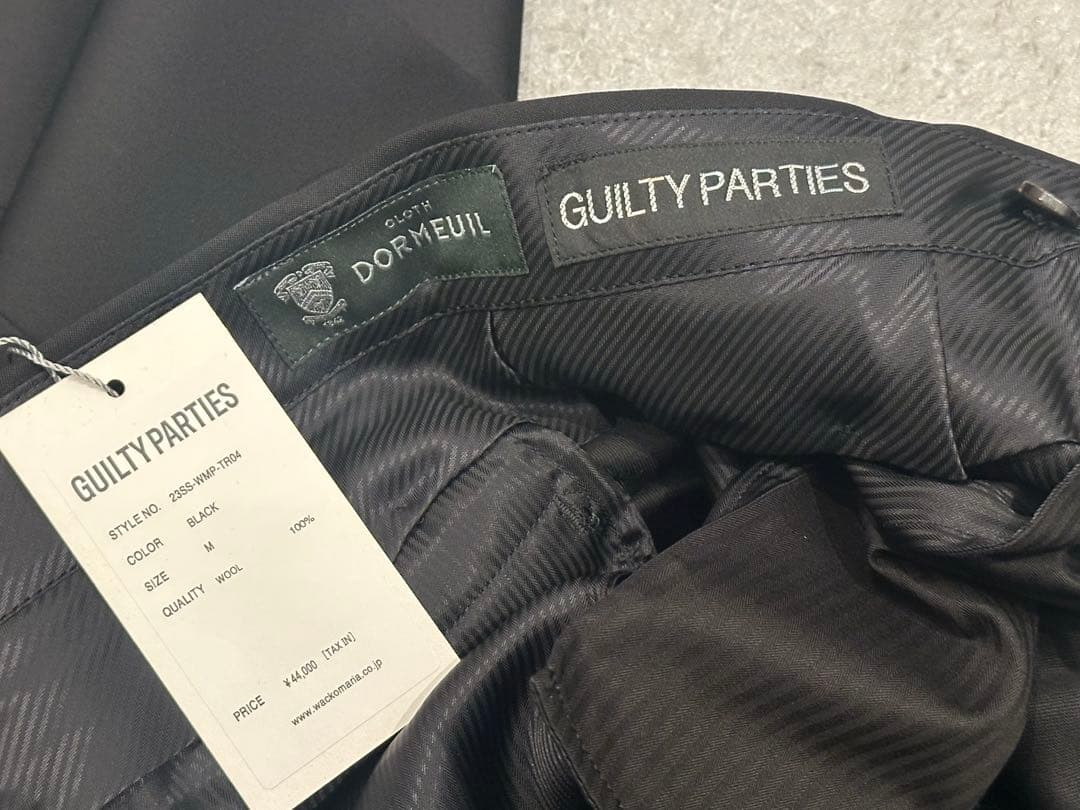 CLOTH
DORMEUIL
1842
GUILTY PARTIES
GUILTY PARTIES
STYLE NO. 23SS-WMP-TR04
COLOR BLACK
SIZE M
QUALITY WOOL 100%
PRICE ¥44,000 [TAX IN]
www.wackomaria.co.jp